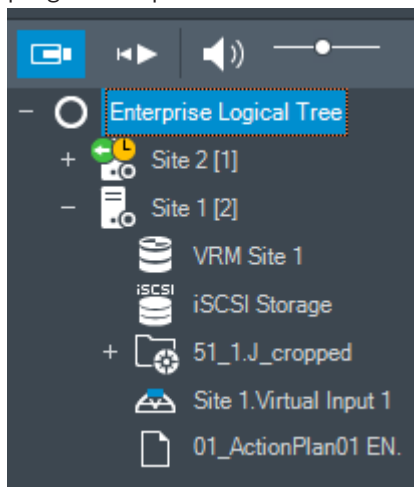 Enterprise Logical Tree
Site 2 [1]
Site 1 [2]
VRM Site 1
iSCSI
iSCSI Storage
51_1.J_cropped
Site 1.Virtual Input 1
01_ActionPlan01 EN.